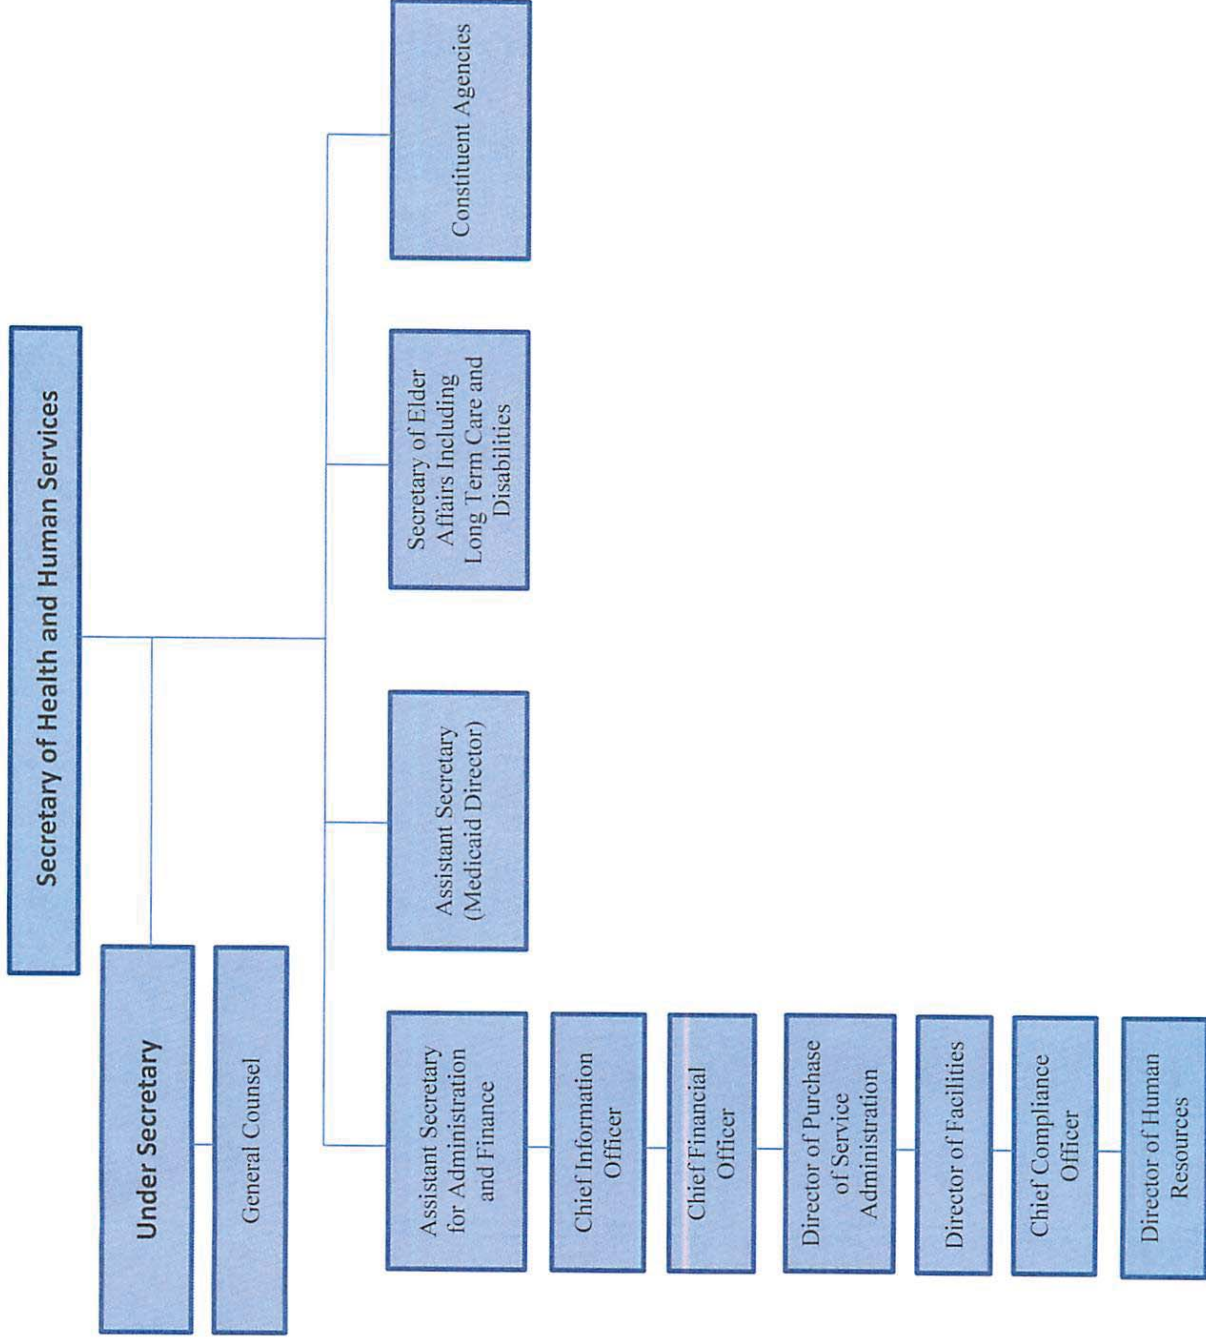 Secretary of Health and Human Services
Under Secretary
General Counsel
Assistant Secretary
for Administration
and Finance
Chief Information
Officer
Chief Financial
Officer
Director of Purchase
of Service
Administration
Director of Facilities
Chief Compliance
Officer
Director of Human
Resources
Assistant Secretary
(Medicaid Director)
Secretary of Elder
Affairs Including
Long Term Care and
Disabilities
Constituent Agencies